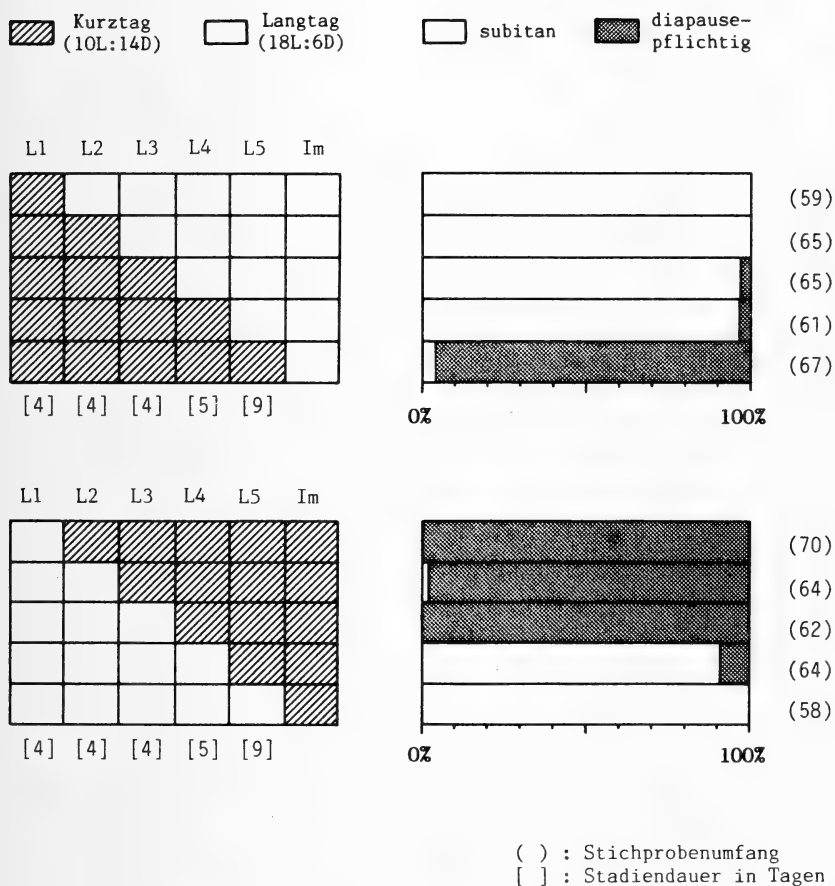 Kurztag (10L:14D) Langtag (18L:6D) subitan diapause-pflichtig
L1 L2 L3 L4 L5 Im
(59)
(65)
(65)
(61)
(67)
[4] [4] [4] [5] [9] 0% 100%
L1 L2 L3 L4 L5 Im
(70)
(64)
(62)
(64)
(58)
[4] [4] [4] [5] [9] 0% 100%
( ) : Stichprobenumfang
[ ] : Stadiendauer in Tagen